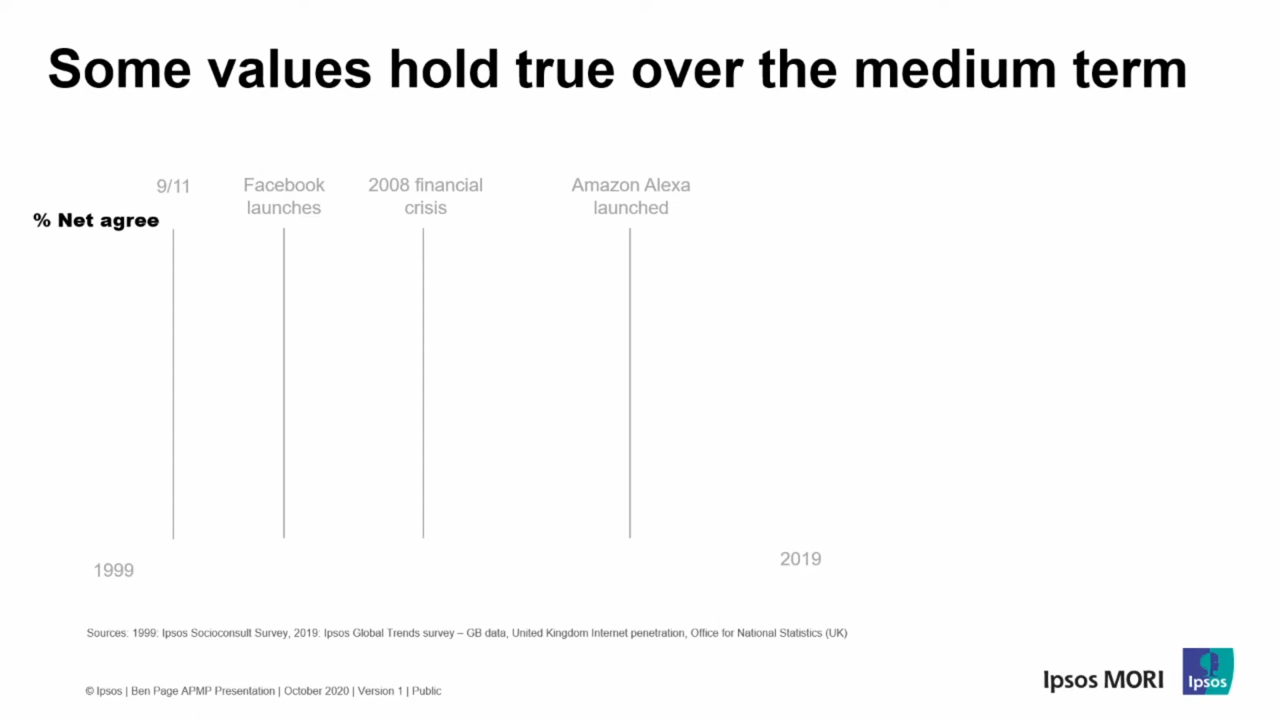 Some values hold true over the medium term
9/11
Facebook
launches
2008 financial
crisis
Amazon Alexa
launched
% Net agree
1999
2019
Sources: 1999: Ipsos Socioconsult Survey, 2019: Ipsos Global Trends survey – GB data, United Kingdom Internet penetration, Office for National Statistics (UK)
© Ipsos | Ben Page APMP Presentation | October 2020 | Version 1 | Public
Ipsos MORI
Ipsos